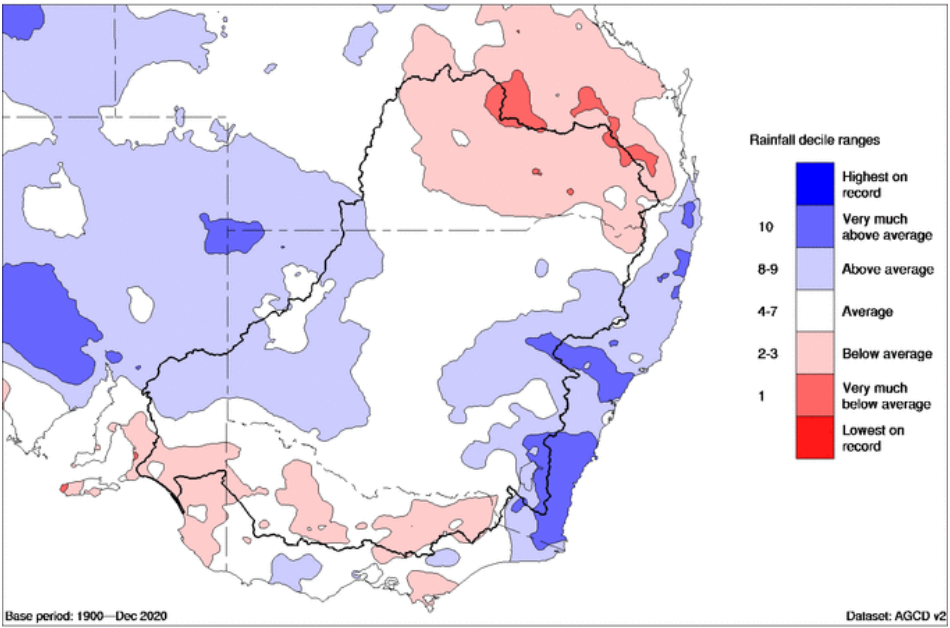 Rainfall decile ranges
Highest on
record
10
Very much
above average
8-9
Above average
4-7
Average
2-3
Below average
1
Very much
below average
Lowest on
record
Base period: 1900—Dec 2020
Dataset: AGCD v2